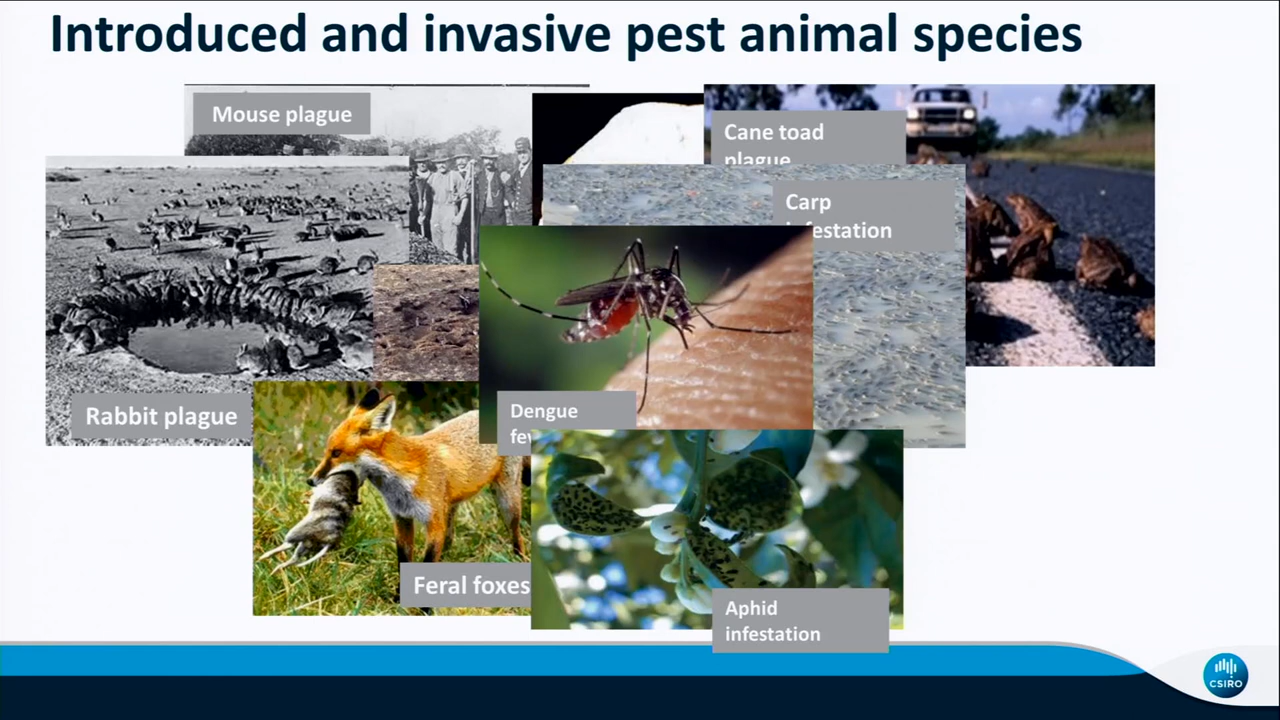 Introduced and invasive pest animal species
Mouse plague
Cane toad
plague
Carp
Rabbit plague
Dengue
Feral foxes
Aphid
infestation
CSIRO